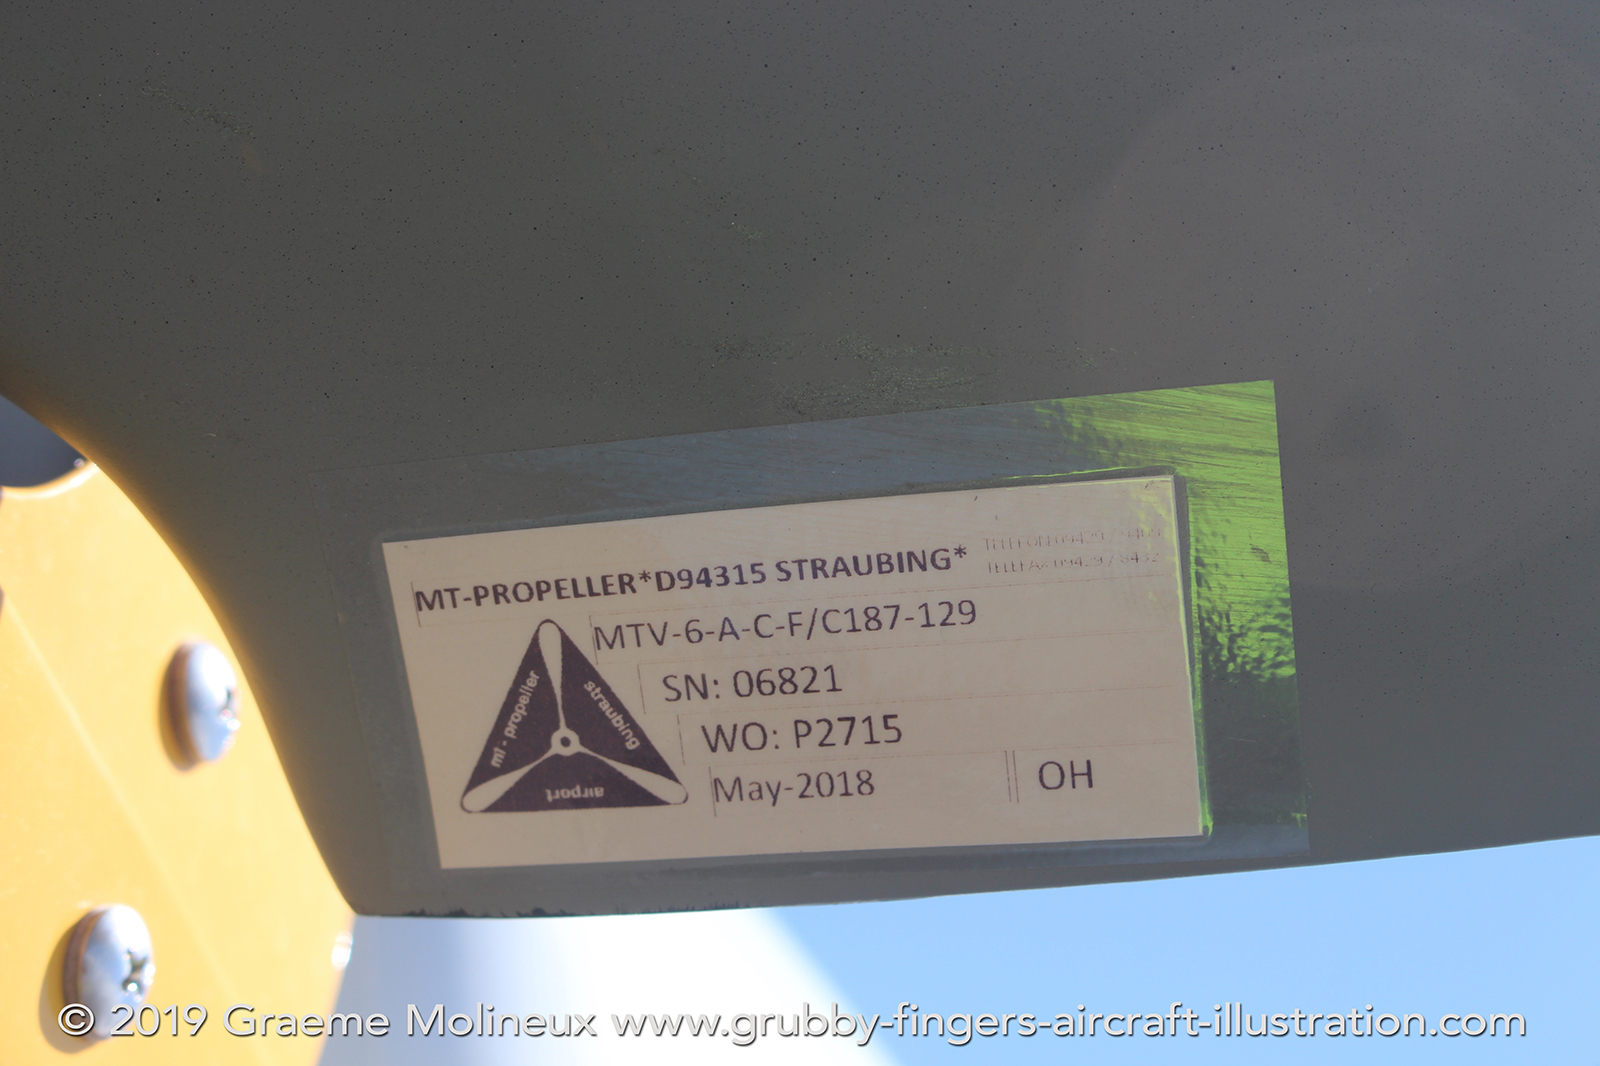 MT-PROPELLER*D94315 STRAUBING*
MTV-6-A-C-F/C187-129
SN: 06821
WO: P2715
May-2018 OH
mt - propeller
straubing
airport
© 2019 Graeme Molineux www.grubby-fingers-aircraft-illustration.com